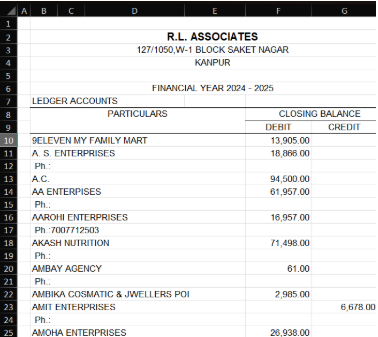 A B C D E F G
1
2 R.L. ASSOCIATES
3 127/1050,W-1 BLOCK SAKET NAGAR
4 KANPUR
5
6 FINANCIAL YEAR 2024 - 2025
7 LEDGER ACCOUNTS
8 PARTICULARS CLOSING BALANCE
9 DEBIT CREDIT
10 9ELEVEN MY FAMILY MART 13,905.00
11 A. S. ENTERPRISES 18,866.00
12 Ph.:
13 A.C. 94,500.00
14 AA ENTERPISES 61,957.00
15 Ph.:
16 AAROHI ENTERPRISES 16,957.00
17 Ph.:7007712503
18 AKASH NUTRITION 71,498.00
19 Ph.:
20 AMBAY AGENCY 61.00
21 Ph.:
22 AMBIKA COSMATIC & JWELLERS POI 2,985.00
23 AMIT ENTERPRISES 6,678.00
24 Ph.:
25 AMOHA ENTERPRISES 26,938.00